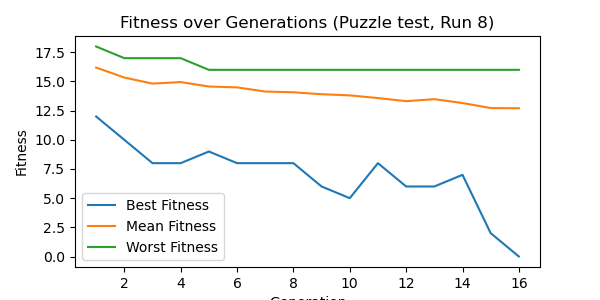 Fitness over Generations (Puzzle test, Run 8)
Fitness
17.5
15.0
12.5
10.0
7.5
5.0
2.5
0.0
Best Fitness
Mean Fitness
Worst Fitness
2 4 6 8 10 12 14 16
Generation